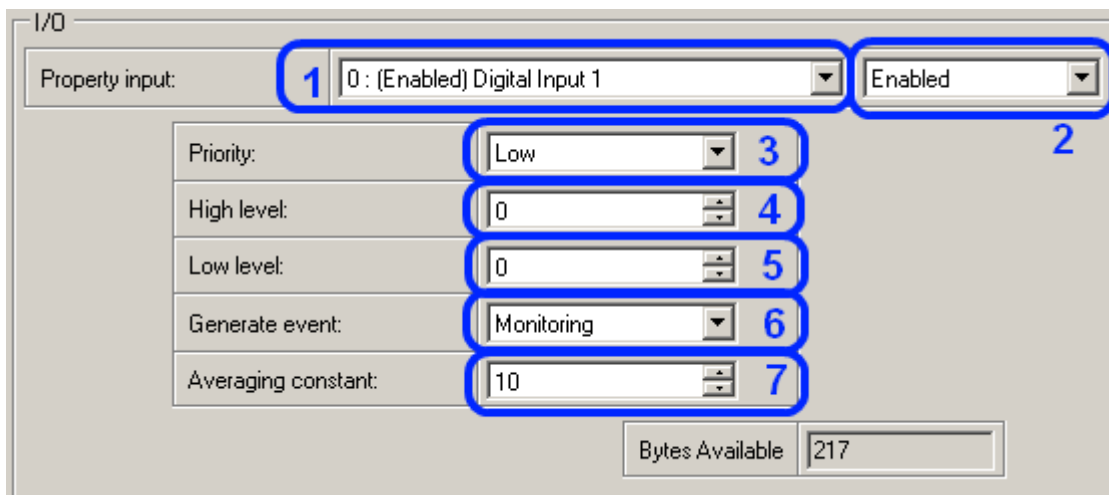 I/O
Property input: 1 0 : (Enabled) Digital Input 1 Enabled
2
Priority: Low 3
High level: 0 4
Low level: 0 5
Generate event: Monitoring 6
Averaging constant: 10 7
Bytes Available 217